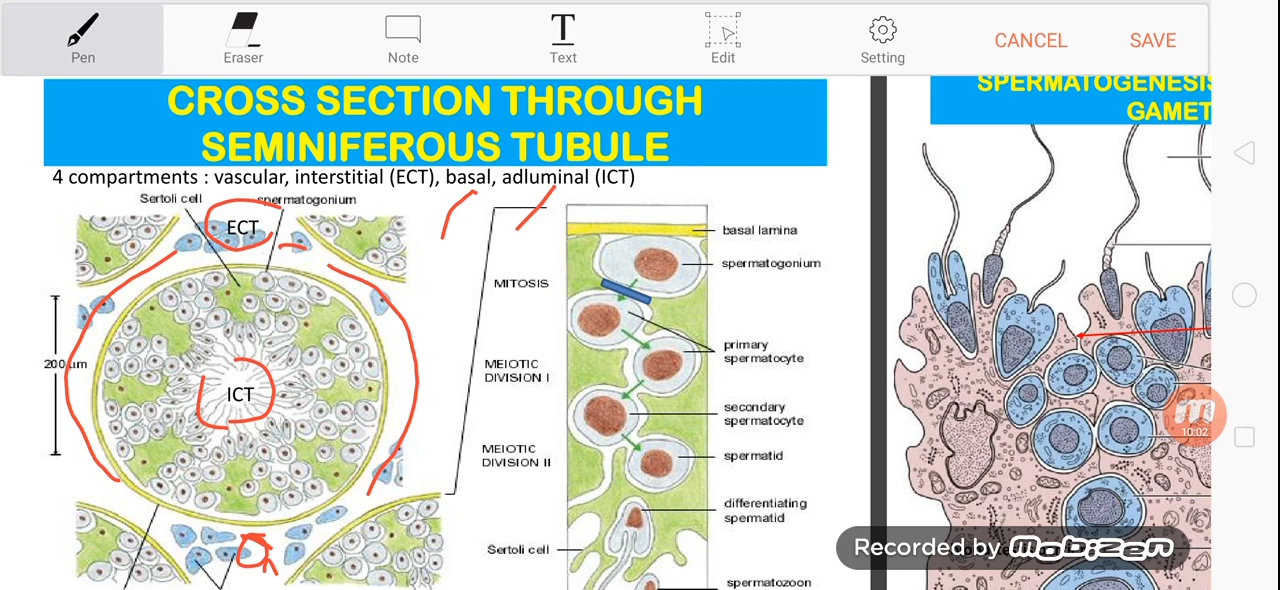 Pen
Eraser
Note
Text
Edit
Setting
CANCEL
SAVE
CROSS SECTION THROUGH
SEMINIFEROUS TUBULE
4 compartments : vascular, interstitial (ECT), basal, adluminal (ICT)
Sertoli cell
spermatogonium
ECT
ICT
200 µm
MITOSIS
MEIOTIC
DIVISION I
MEIOTIC
DIVISION II
Sertoli cell
basal lamina
spermatogonium
primary
spermatocyte
secondary
spermatocyte
spermatid
differentiating
spermatid
spermatozoon
SPERMATOGENESIS
GAMET
10:02
Recorded by mobizen